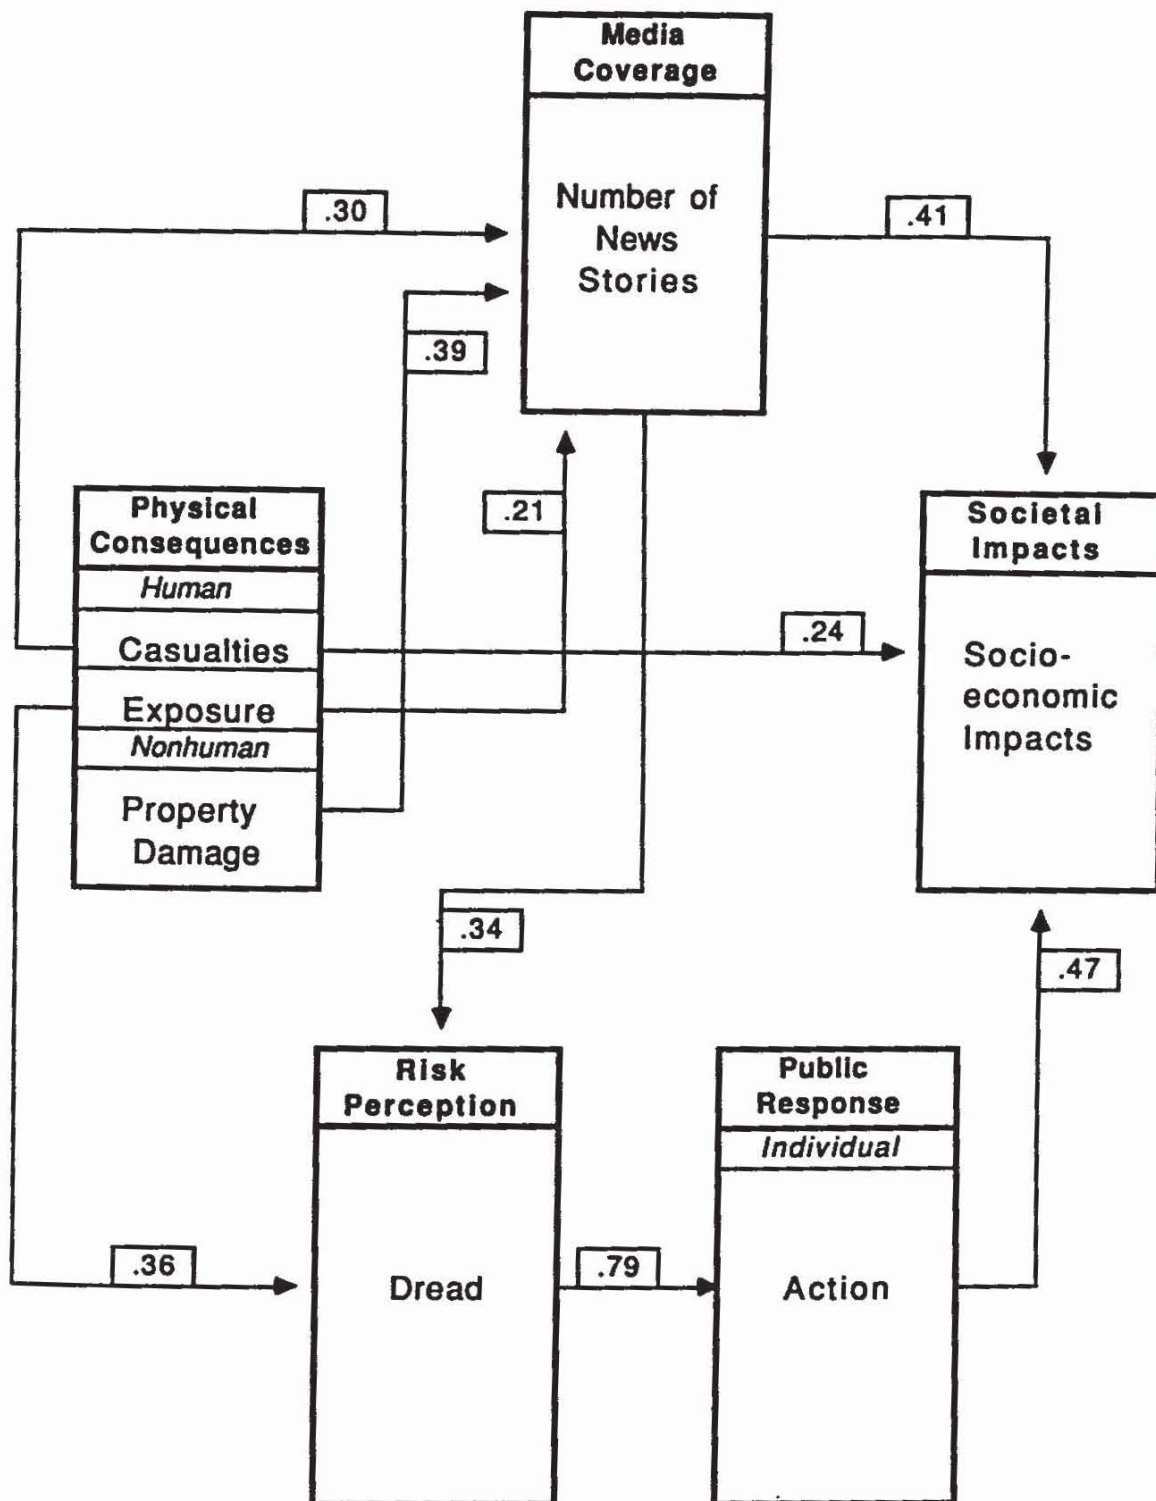 Media
Coverage
Number of
News
Stories
.30
.41
.39
.21
Physical
Consequences
Human
Casualties
Exposure
Nonhuman
Property
Damage
.24
Societal
Impacts
Socio-
economic
Impacts
.34
.47
Risk
Perception
Dread
.36
.79
Public
Response
Individual
Action